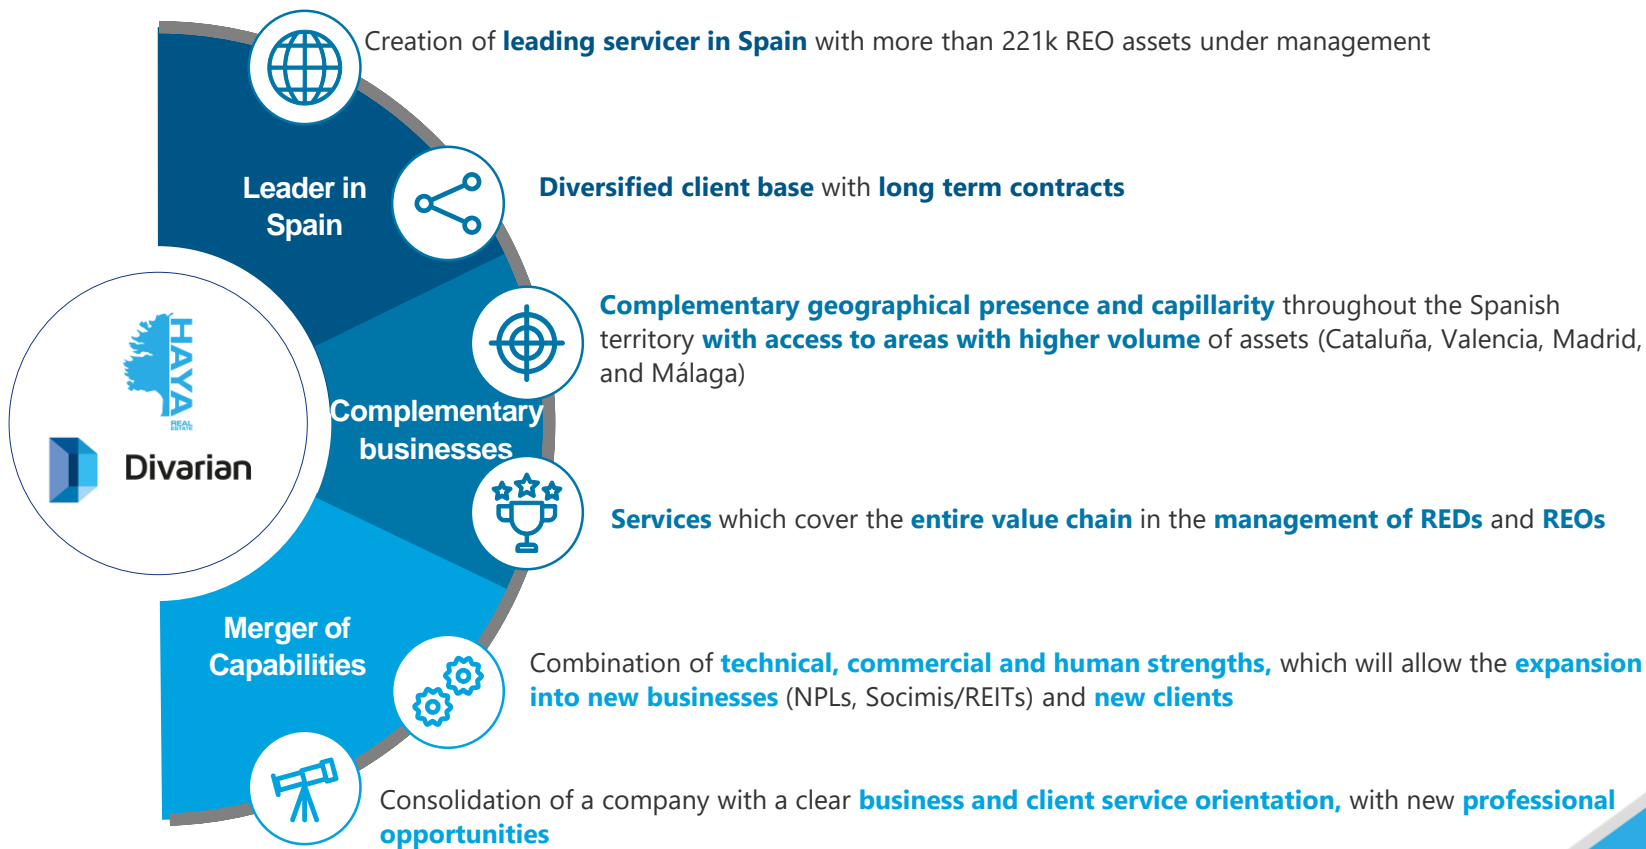 Creation of leading servicer in Spain with more than 221k REO assets under management
Leader in
Spain
Diversified client base with long term contracts
Complementary geographical presence and capillarity throughout the Spanish
territory with access to areas with higher volume of assets (Cataluña, Valencia, Madrid,
and Málaga)
HAYA
REAL
ESTATE
Divarian
Complementary
businesses
Services which cover the entire value chain in the management of REDs and REOs
Merger of
Capabilities
Combination of technical, commercial and human strengths, which will allow the expansion
into new businesses (NPLs, Socimis/REITs) and new clients
Consolidation of a company with a clear business and client service orientation, with new professional
opportunities